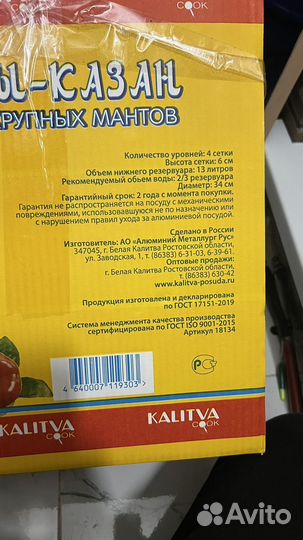 KALITVA
COOK
Ы-КАЗАН
РУПНЫХ МАНТОВ
Количество уровней: 4 сетки
Высота сетки: 6 см
Объем нижнего резервуара: 13 литров
Рекомендуемый обьем воды: 2/3 резервуара
Диаметр: 34 см
Гарантийный срок: 2 года с момента покупки.
Гарантия не распространяется на посуду с механическими
повреждениями, использовавшуюся не по назначению или
с нарушением правил ухода за алюминиевой посудой.
Сделано в России
Изготовитель: АО «Алюминий Металлург Рус»
347045, г. Белая Калитва Ростовской области,
ул. Заводская, 1, т. (86383) 6-31-03, 6-39-61.
Оптовые продажи:
г. Белая Калитва Ростовской области,
т. (86383) 630-42
www.kalitva-posuda.ru
Продукция изготовлена и декларирована
по ГОСТ 17151-2019
Система менеджмента качества производства
сертифицирована по ГОСТ ISO 9001-2015
Артикул 18134
4 640007 119303 >
РСТ
KALITVA
COOK
KALITVA
COOK
Avito